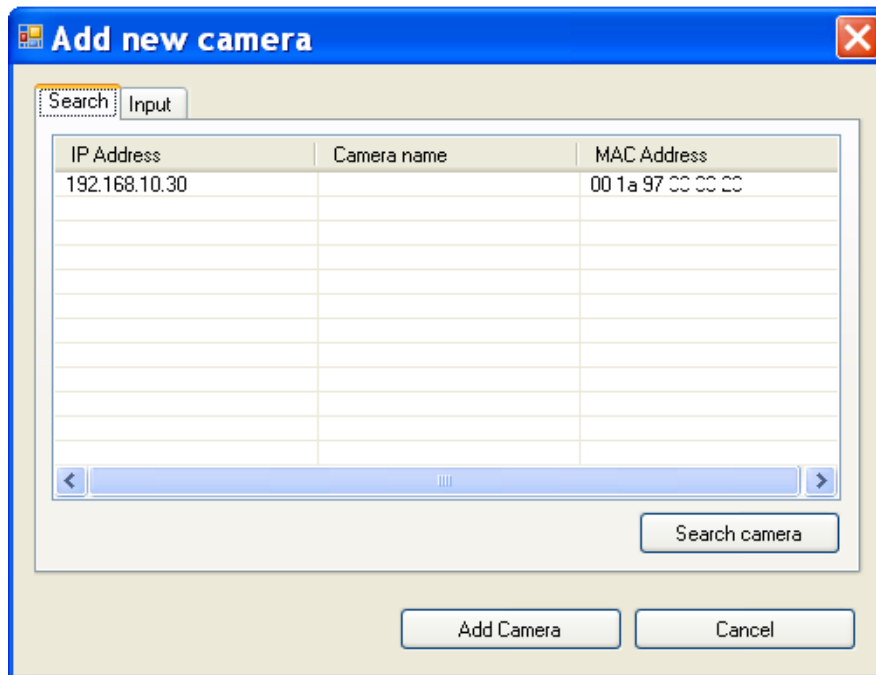 Add new camera
Search Input
IP Address Camera name MAC Address
192.168.10.30 00 1a 97
Search camera
Add Camera Cancel